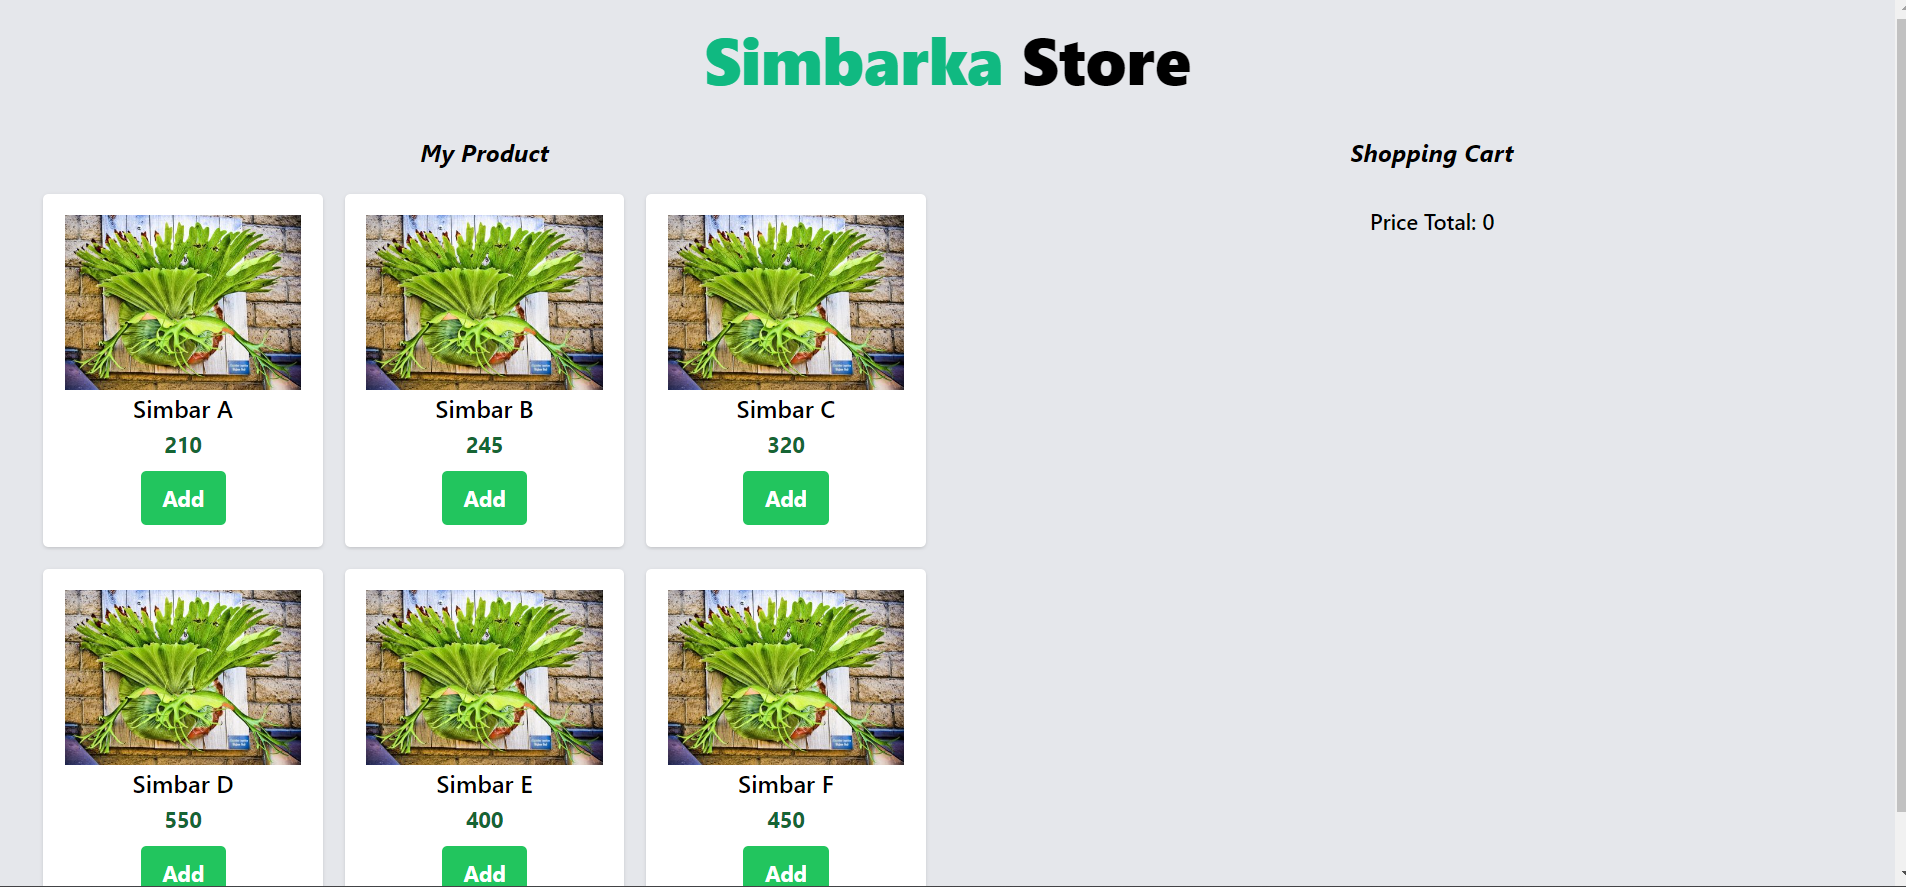 Simbarka Store
My Product
Shopping Cart
Price Total: 0
Simbar A
210
Add
Simbar B
245
Add
Simbar C
320
Add
Simbar D
550
Add
Simbar E
400
Add
Simbar F
450
Add